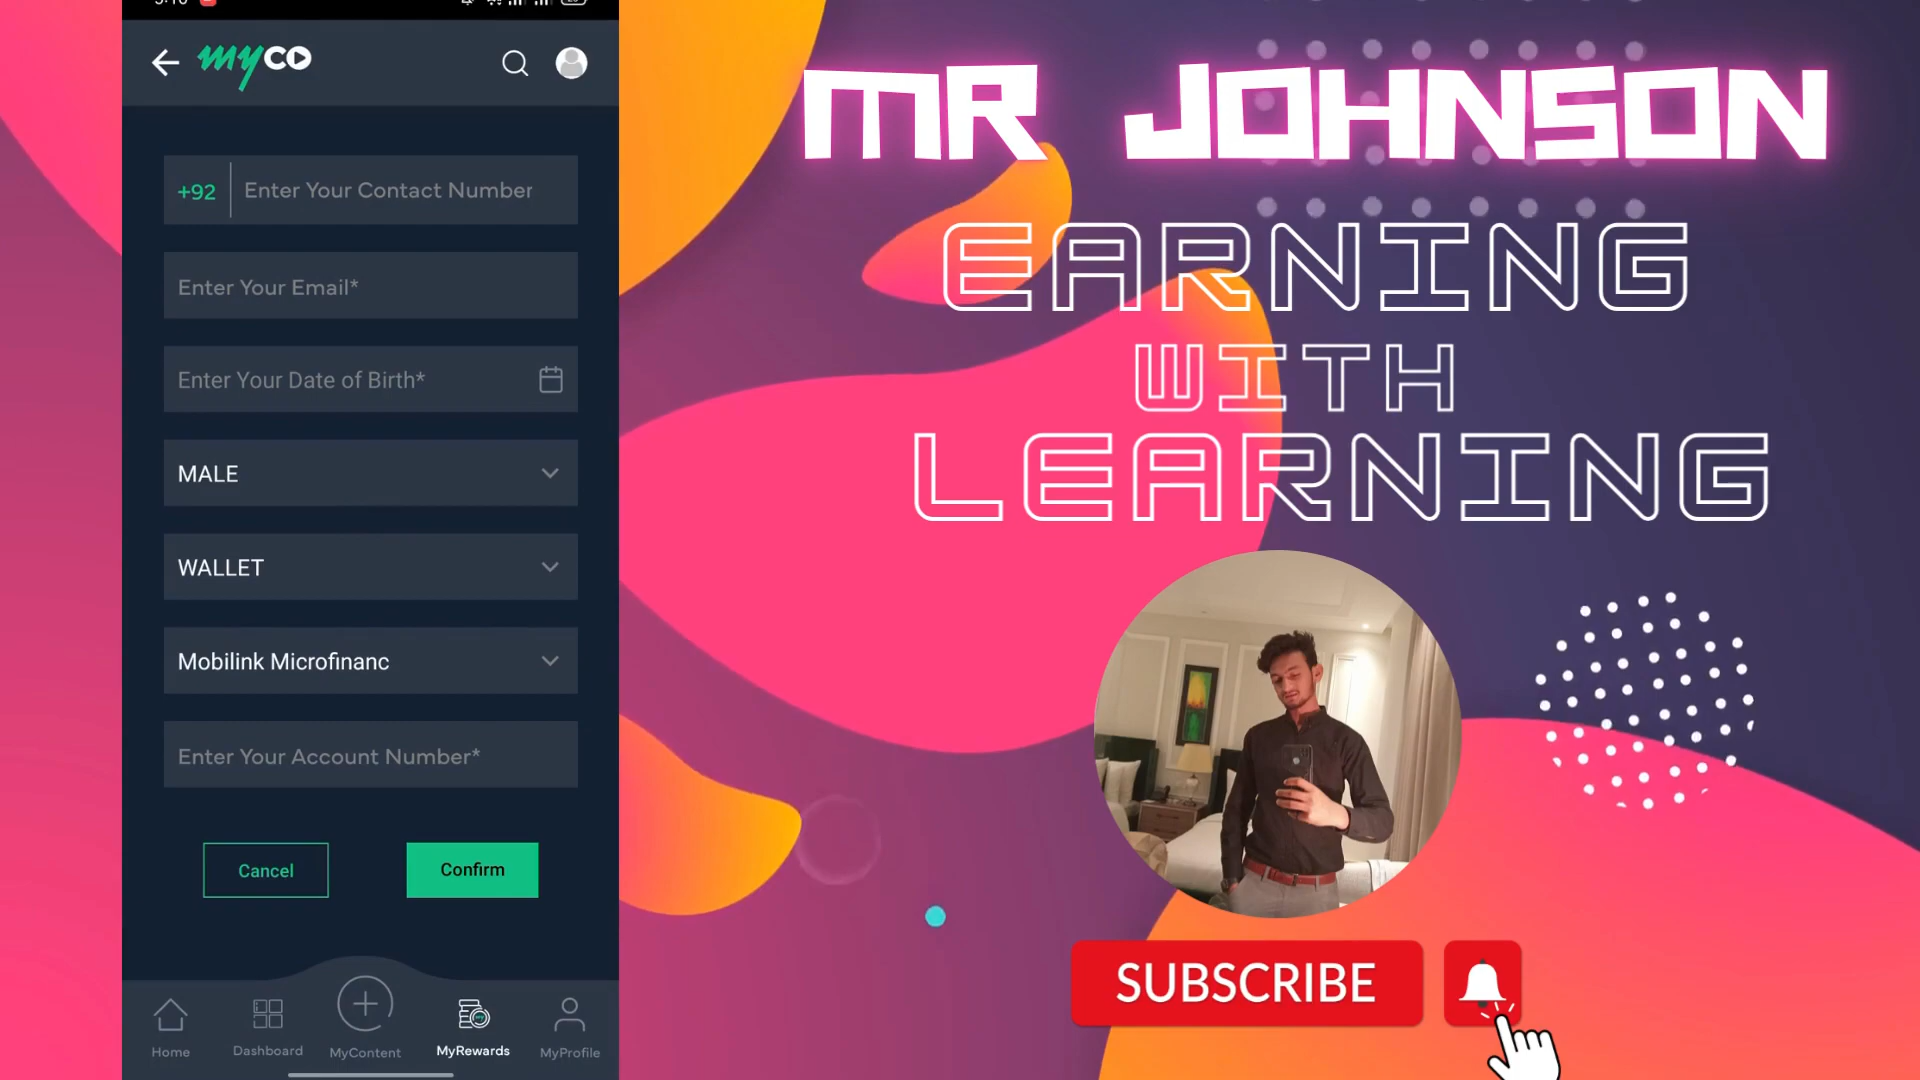 myco
+92 Enter Your Contact Number
Enter Your Email*
Enter Your Date of Birth*
MALE
WALLET
Mobilink Microfinanc
Enter Your Account Number*
Cancel Confirm
Home Dashboard MyContent MyRewards MyProfile
MR JOHNSON
EARNING
WITH
LEARNING
SUBSCRIBE